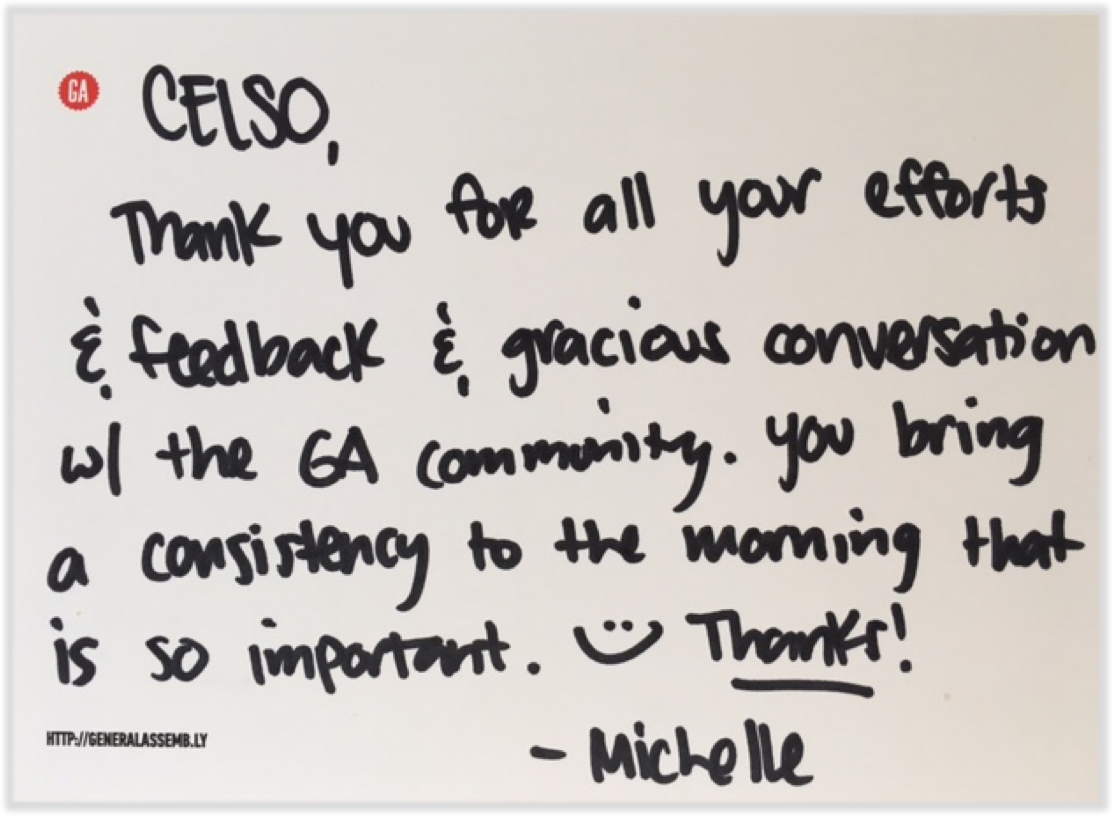 GA
CELSO,
Thank you for all your efforts
& feedback & gracious conversation
w/ the GA community. You bring
a consistency to the morning that
is so important. Thanks!
HTTP://GENERALASSEMB.LY
- Michelle